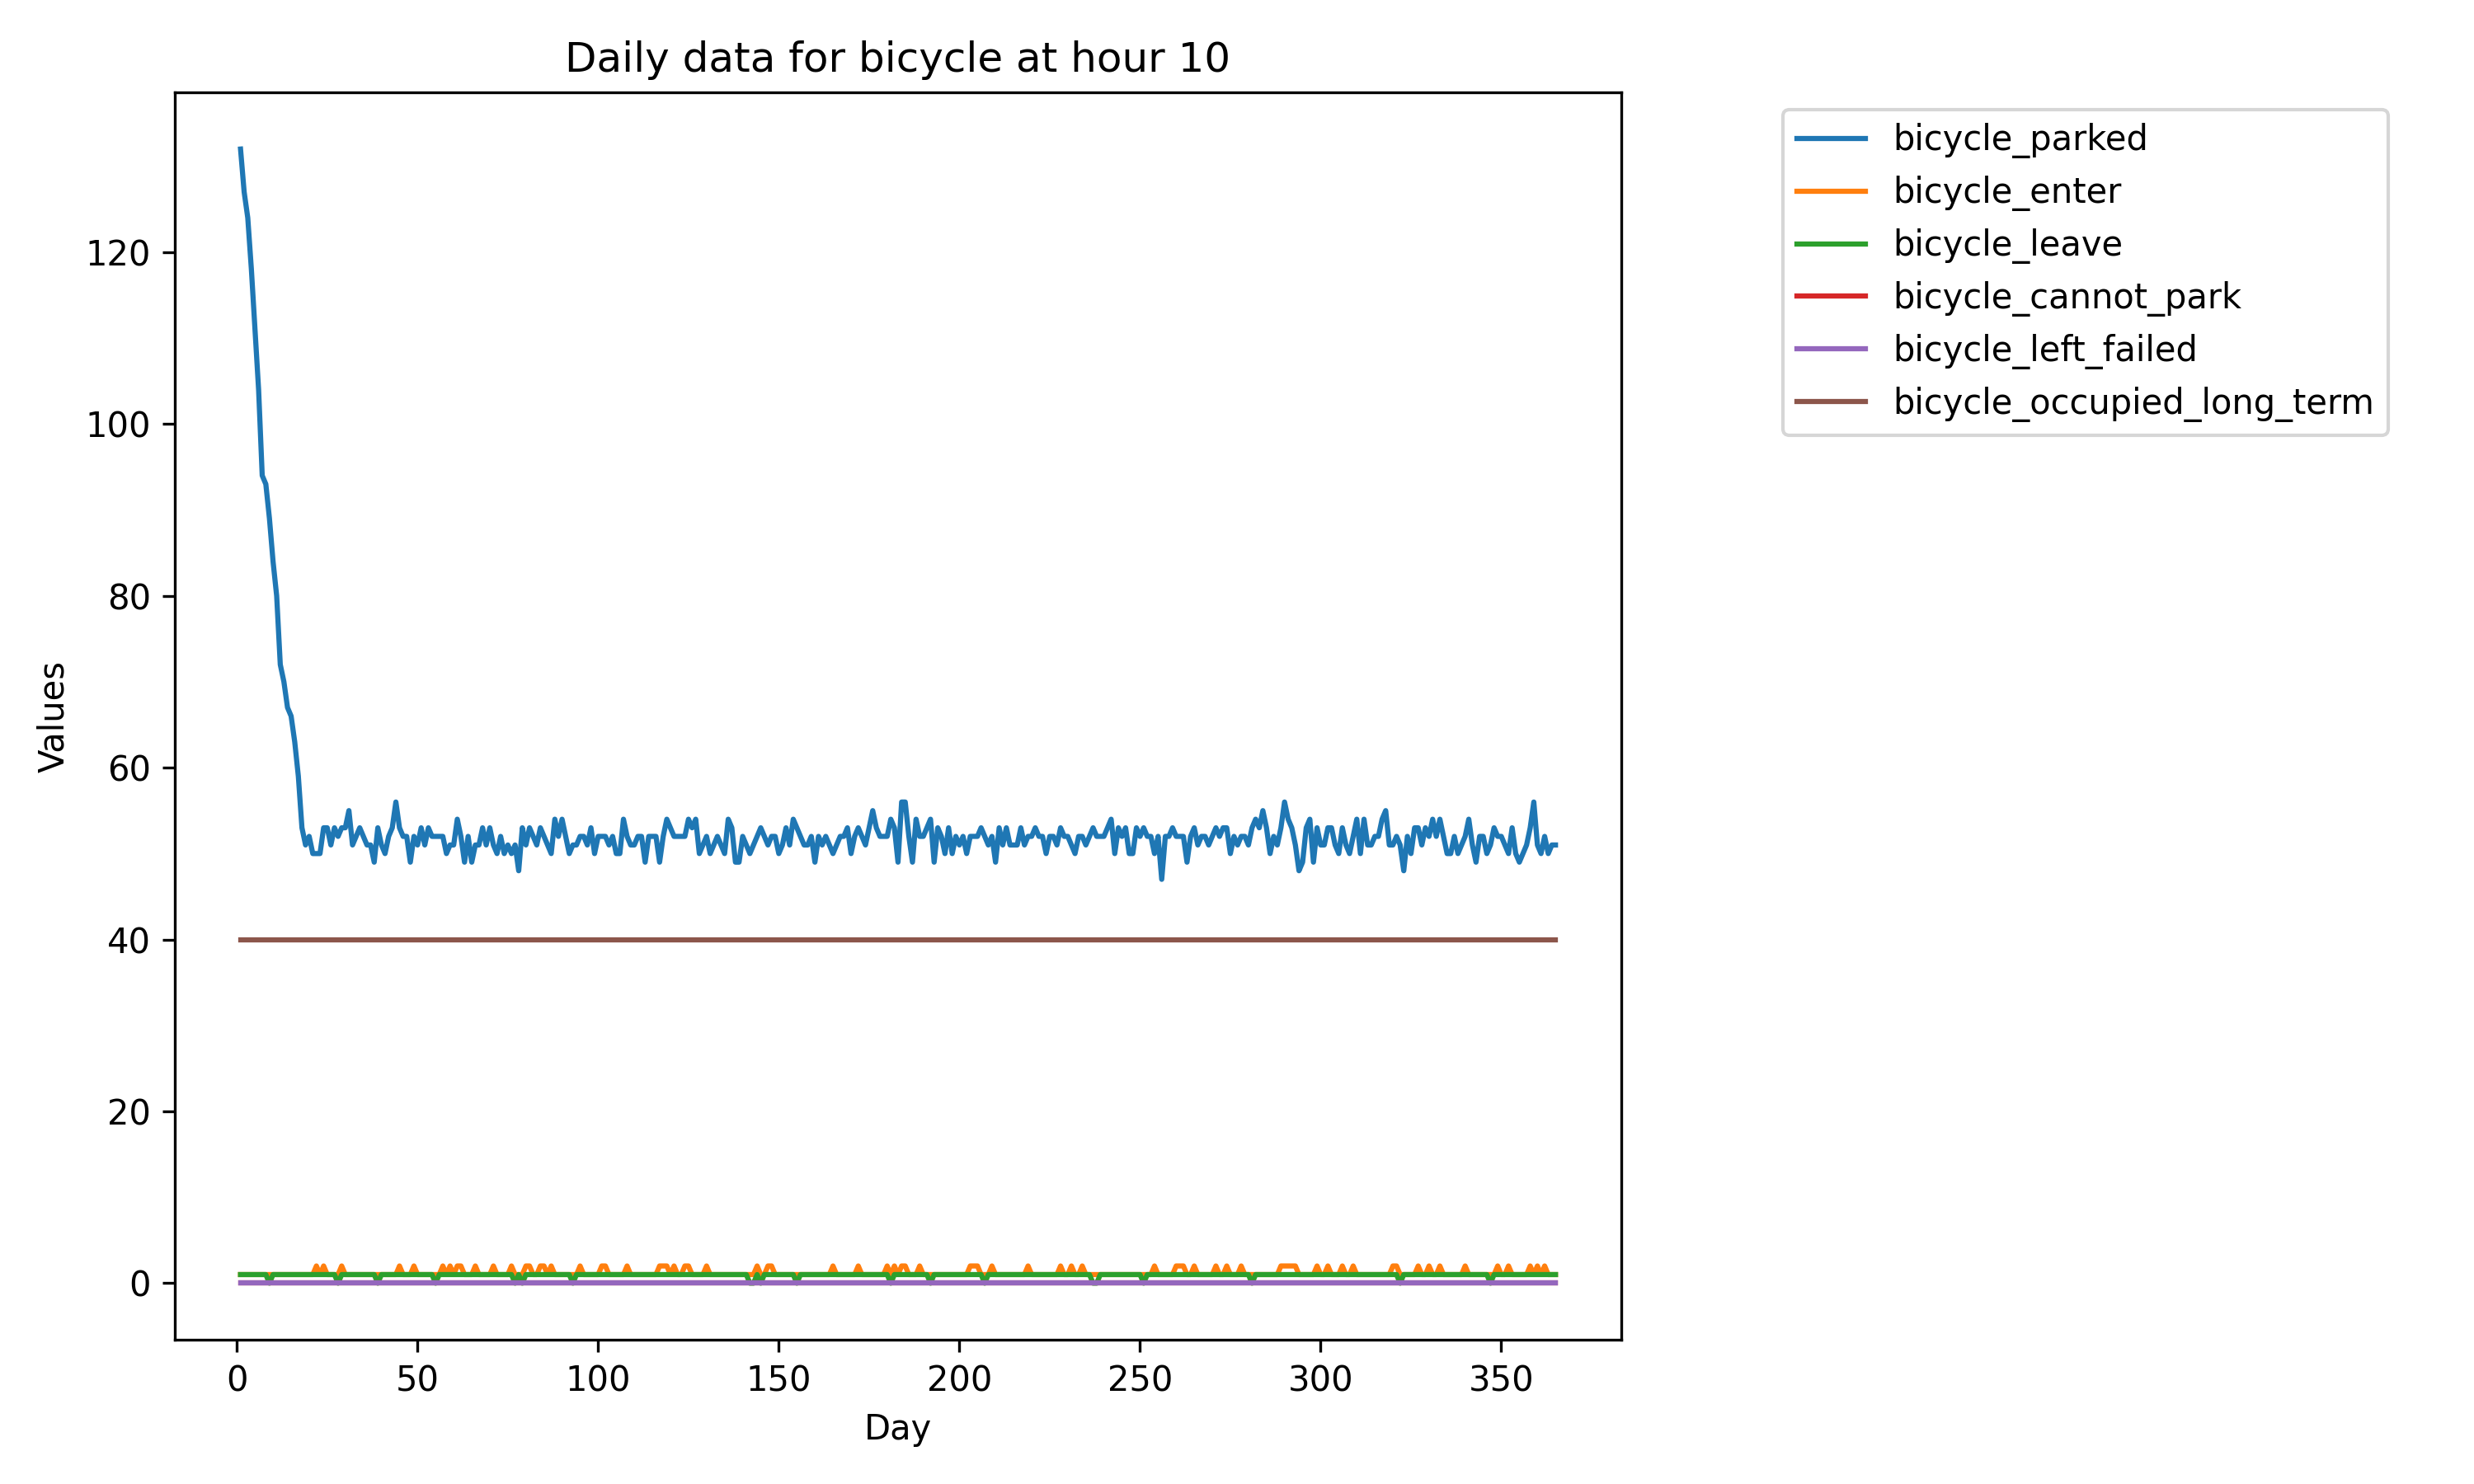 Daily data for bicycle at hour 10
bicycle_parked
bicycle_enter
bicycle_leave
bicycle_cannot_park
bicycle_left_failed
bicycle_occupied_long_term
Values
120
100
80
60
40
20
0
0 50 100 150 200 250 300 350
Day